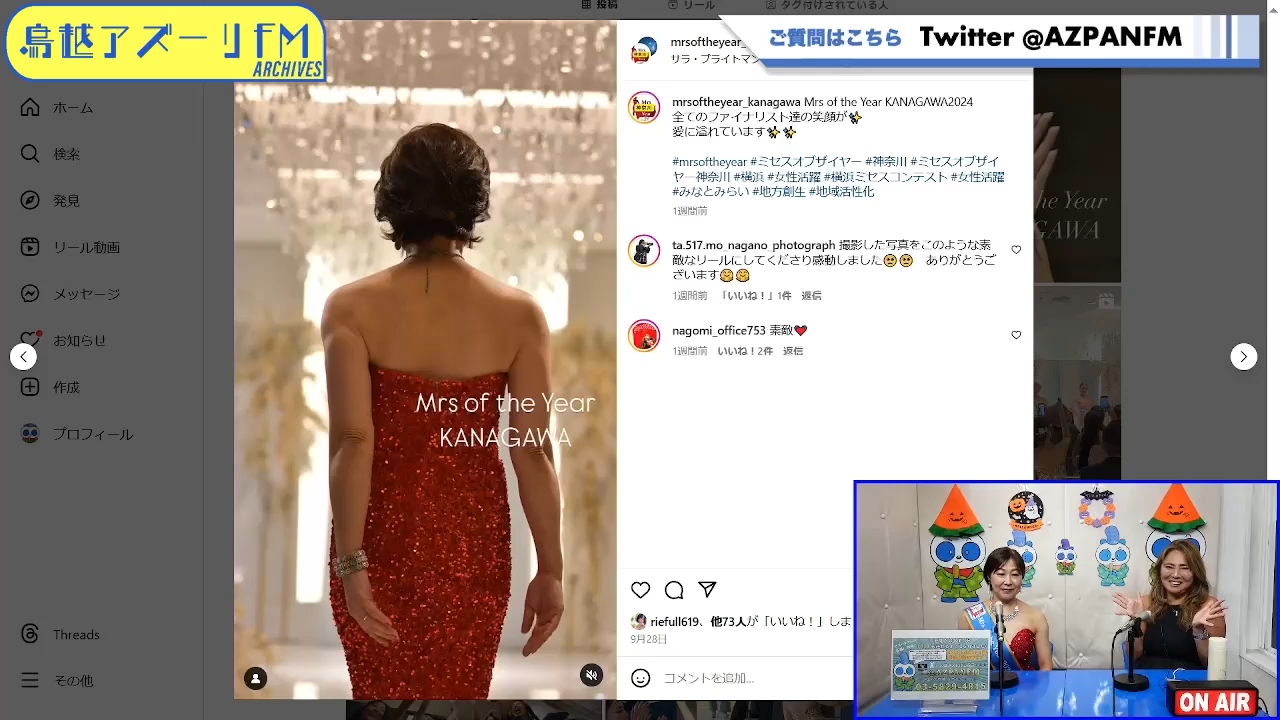 投稿
リール
タグ付けされている人
鳥越アズーリFM
ARCHIVES
ご質問はこちら Twitter @AZPANFM
ホーム
検索
発見
リール動画
メッセージ
お知らせ
作成
プロフィール
Threads
その他
Mrs of the Year
KANAGAWA
mrsoftheyear_
サラ・ブライトマン
mrsoftheyear_kanagawa Mrs of the Year KANAGAWA2024
全てのファイナリスト達の笑顔が✨
愛に溢れています✨✨
#mrsoftheyear #ミセスオブザイヤー #神奈川 #ミセスオブザイ
ヤー神奈川 #横浜 #女性活躍 #横浜ミセスコンテスト #女性活躍
#みなとみらい #地方創生 #地域活性化
1週間前
ta.517.mo_nagano_photograph 撮影した写真をこのような素
敵なリールにしてくださり感動しました🥹🥹 ありがとうご
ざいます😊😊
1週間前 「いいね！」1件 返信
nagomi_office753 素敵❤️
1週間前 いいね！2件 返信
riefull619、他73人が「いいね！」しま
9月28日
コメントを追加...
he Year
GAWA
03-5829-4815
ON AIR